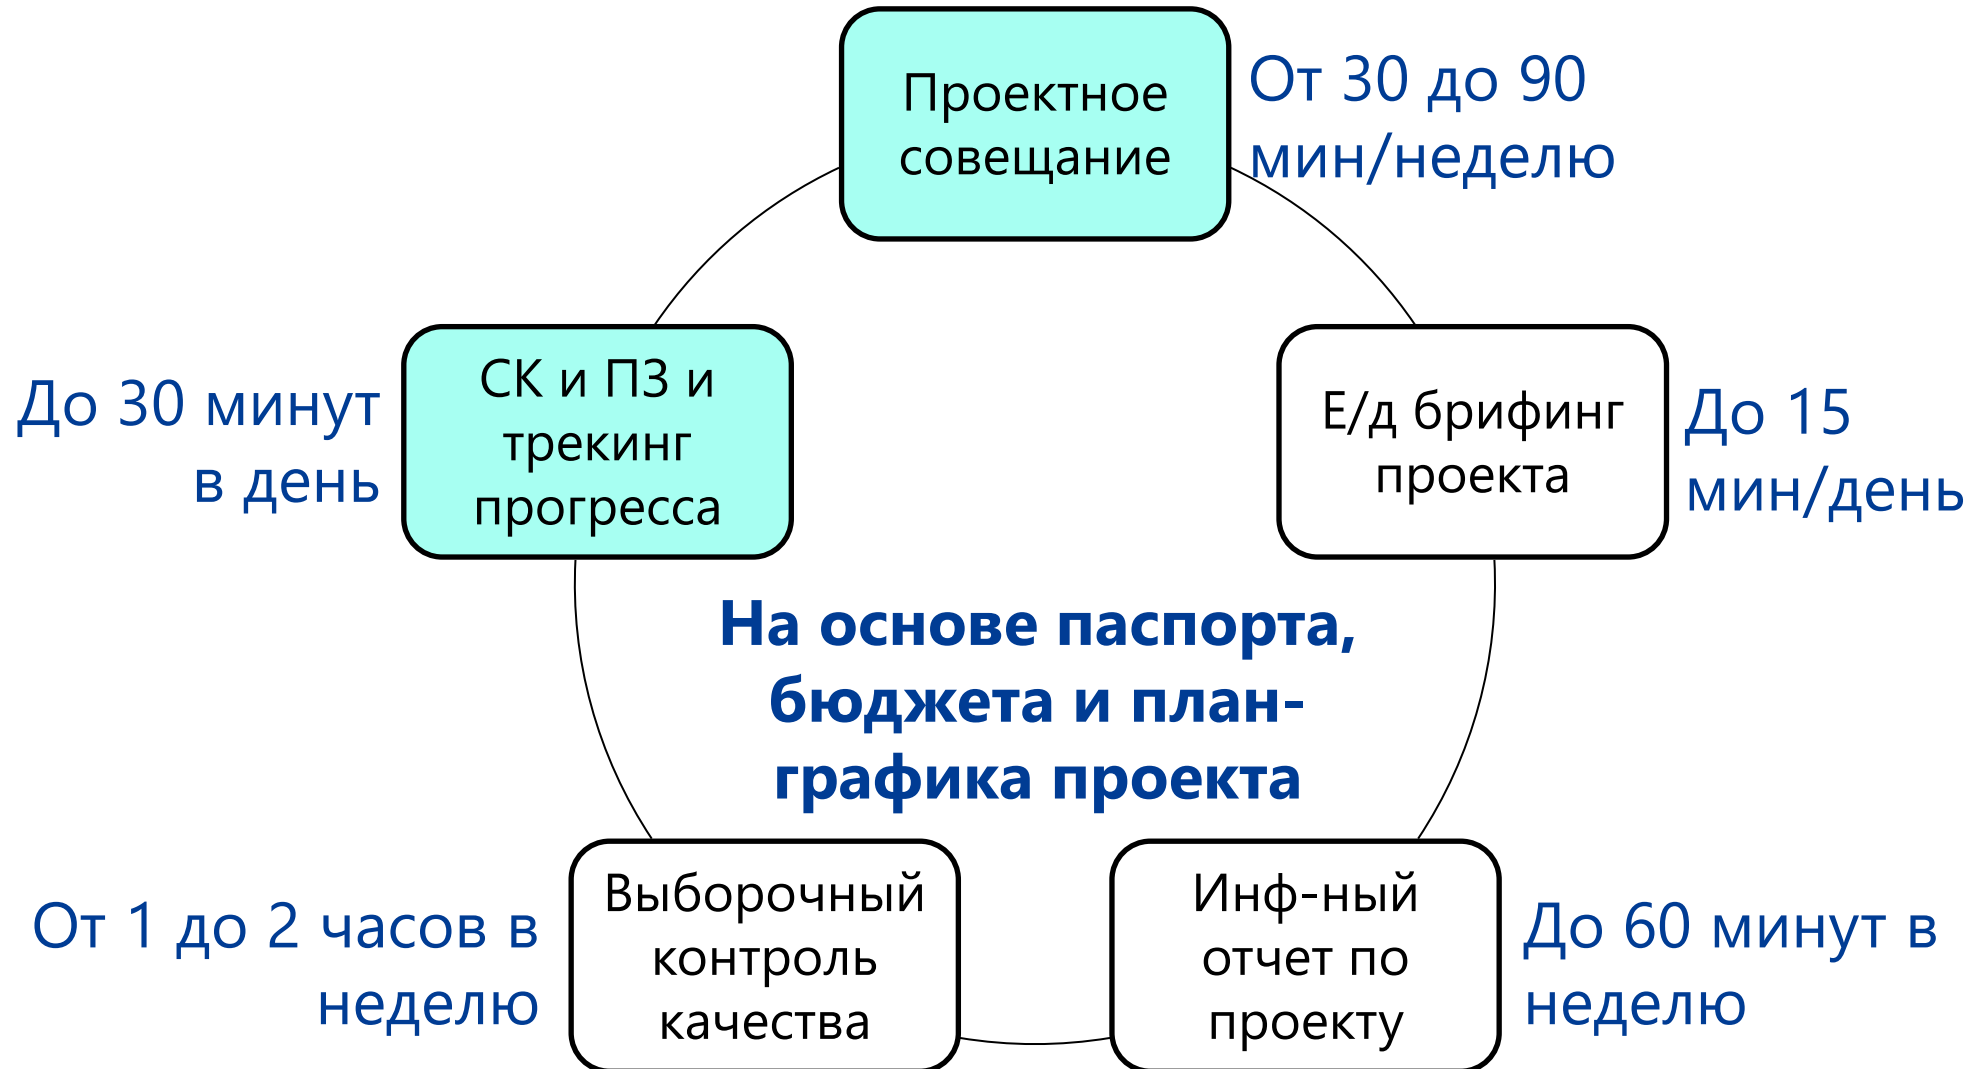 Проектное
совещание
От 30 до 90
мин/неделю
Е/д брифинг
проекта
До 15
мин/день
Инф-ный
отчет по
проекту
До 60 минут в
неделю
Выборочный
контроль
качества
От 1 до 2 часов в
неделю
СК и ПЗ и
трекинг
прогресса
До 30 минут
в день
На основе паспорта,
бюджета и план-
графика проекта